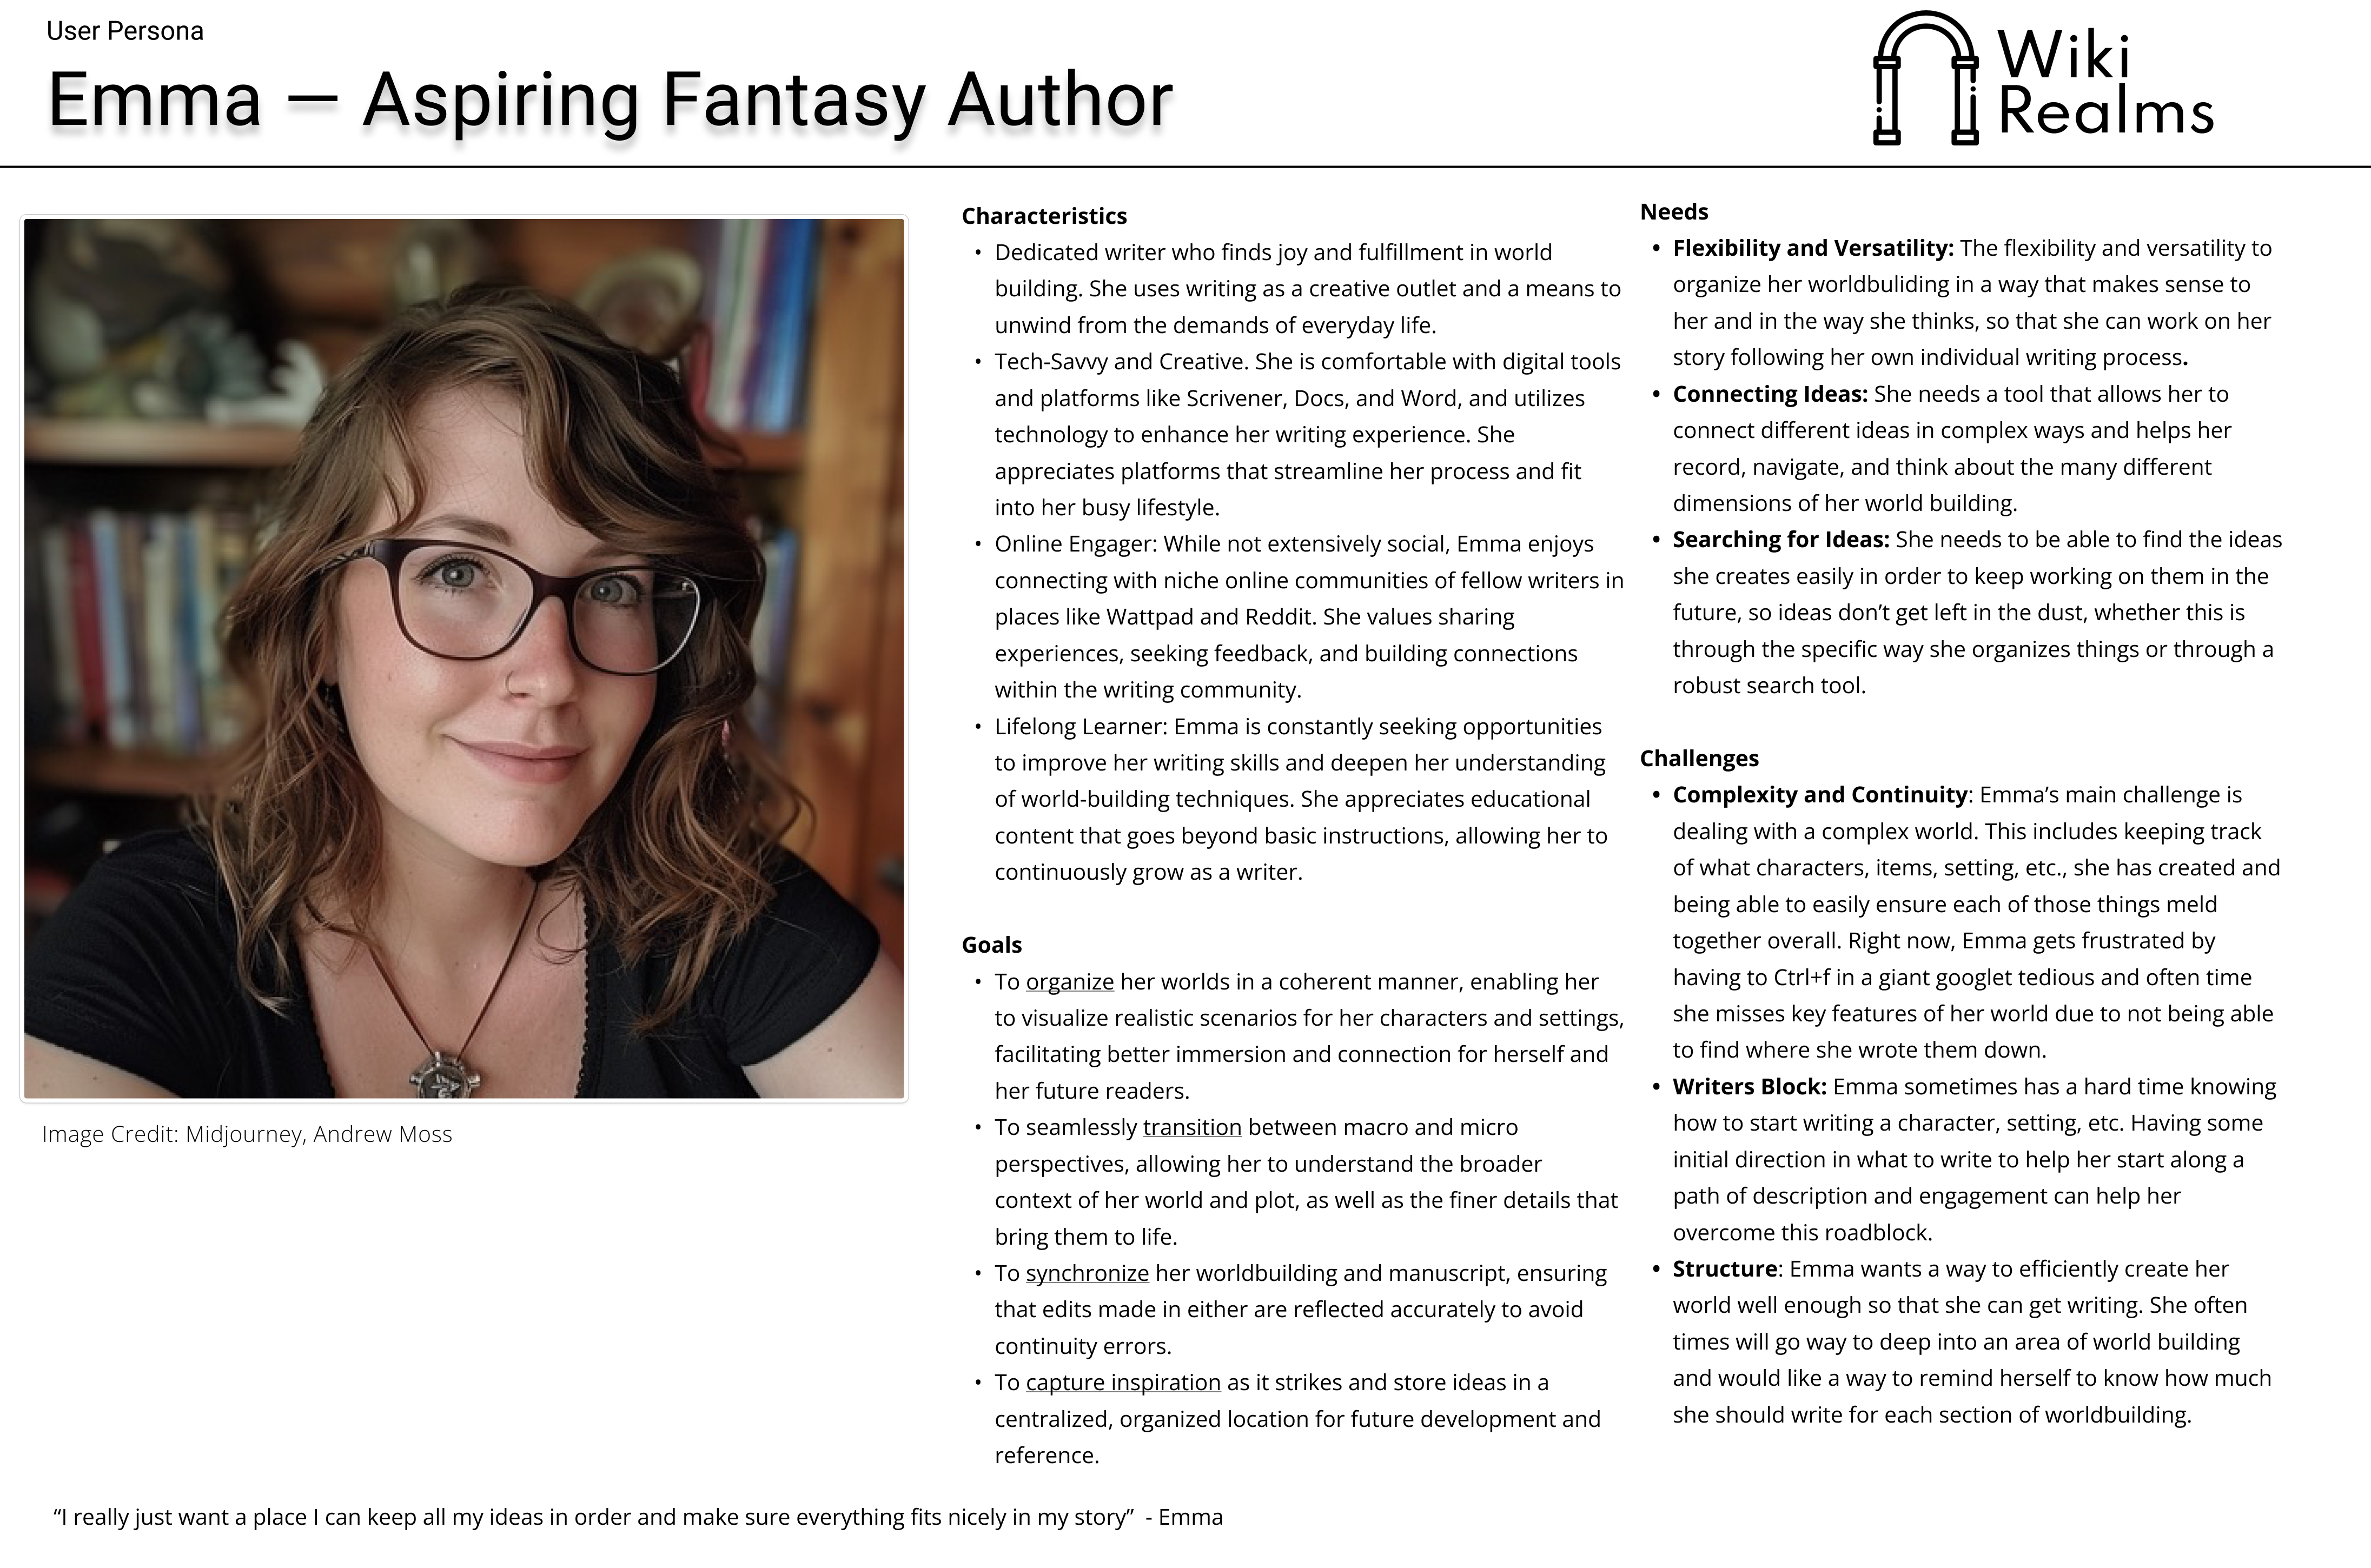 User Persona
Emma — Aspiring Fantasy Author
Wiki
Realms
Image Credit: Midjourney, Andrew Moss
Characteristics
• Dedicated writer who finds joy and fulfillment in world
building. She uses writing as a creative outlet and a means to
unwind from the demands of everyday life.
• Tech-Savvy and Creative. She is comfortable with digital tools
and platforms like Scrivener, Docs, and Word, and utilizes
technology to enhance her writing experience. She
appreciates platforms that streamline her process and fit
into her busy lifestyle.
• Online Engager: While not extensively social, Emma enjoys
connecting with niche online communities of fellow writers in
places like Wattpad and Reddit. She values sharing
experiences, seeking feedback, and building connections
within the writing community.
• Lifelong Learner: Emma is constantly seeking opportunities
to improve her writing skills and deepen her understanding
of world-building techniques. She appreciates educational
content that goes beyond basic instructions, allowing her to
continuously grow as a writer.
Goals
• To organize her worlds in a coherent manner, enabling her
to visualize realistic scenarios for her characters and settings,
facilitating better immersion and connection for herself and
her future readers.
• To seamlessly transition between macro and micro
perspectives, allowing her to understand the broader
context of her world and plot, as well as the finer details that
bring them to life.
• To synchronize her worldbuilding and manuscript, ensuring
that edits made in either are reflected accurately to avoid
continuity errors.
• To capture inspiration as it strikes and store ideas in a
centralized, organized location for future development and
reference.
Needs
• Flexibility and Versatility: The flexibility and versatility to
organize her worldbuliding in a way that makes sense to
her and in the way she thinks, so that she can work on her
story following her own individual writing process.
• Connecting Ideas: She needs a tool that allows her to
connect different ideas in complex ways and helps her
record, navigate, and think about the many different
dimensions of her world building.
• Searching for Ideas: She needs to be able to find the ideas
she creates easily in order to keep working on them in the
future, so ideas don’t get left in the dust, whether this is
through the specific way she organizes things or through a
robust search tool.
Challenges
• Complexity and Continuity: Emma’s main challenge is
dealing with a complex world. This includes keeping track
of what characters, items, setting, etc., she has created and
being able to easily ensure each of those things meld
together overall. Right now, Emma gets frustrated by
having to Ctrl+f in a giant googlet tedious and often time
she misses key features of her world due to not being able
to find where she wrote them down.
• Writers Block: Emma sometimes has a hard time knowing
how to start writing a character, setting, etc. Having some
initial direction in what to write to help her start along a
path of description and engagement can help her
overcome this roadblock.
• Structure: Emma wants a way to efficiently create her
world well enough so that she can get writing. She often
times will go way to deep into an area of world building
and would like a way to remind herself to know how much
she should write for each section of worldbuilding.
“I really just want a place I can keep all my ideas in order and make sure everything fits nicely in my story” - Emma